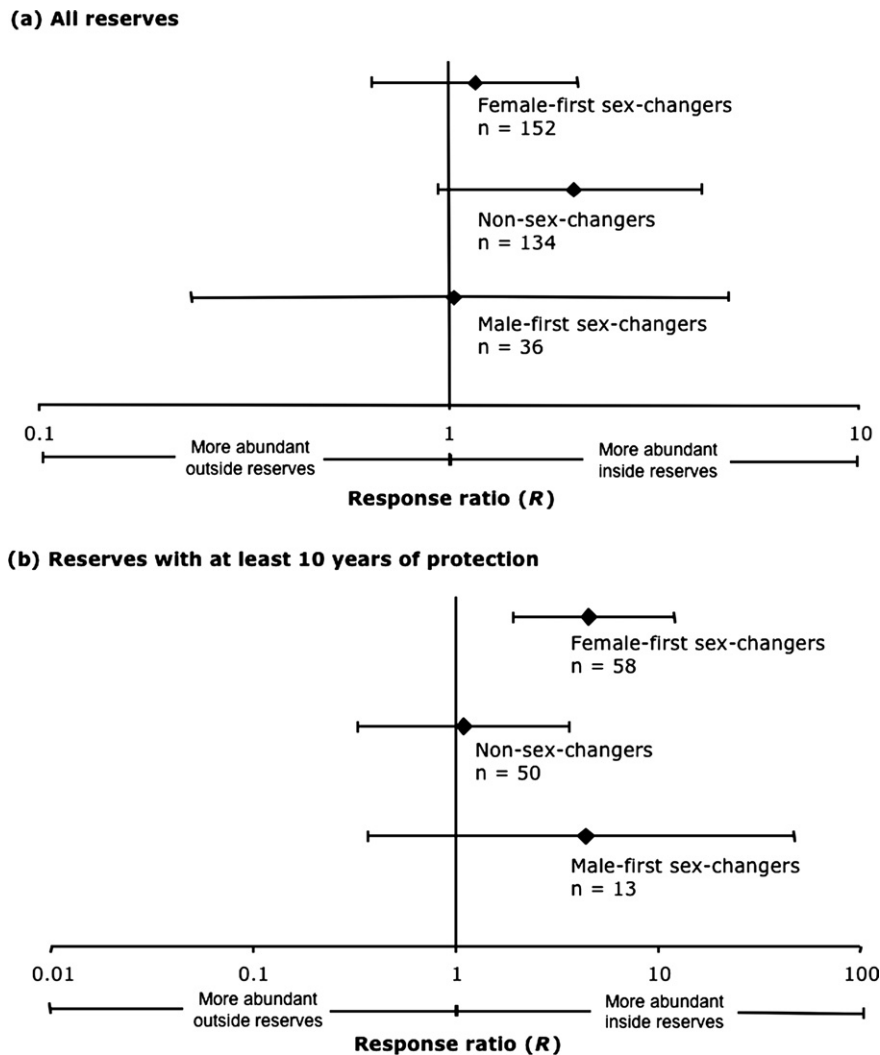 (a) All reserves
Female-first sex-changers
n = 152
Non-sex-changers
n = 134
Male-first sex-changers
n = 36
0.1
1
10
More abundant
outside reserves
More abundant
inside reserves
Response ratio (R)
(b) Reserves with at least 10 years of protection
Female-first sex-changers
n = 58
Non-sex-changers
n = 50
Male-first sex-changers
n = 13
0.01
0.1
1
10
100
More abundant
outside reserves
More abundant
inside reserves
Response ratio (R)